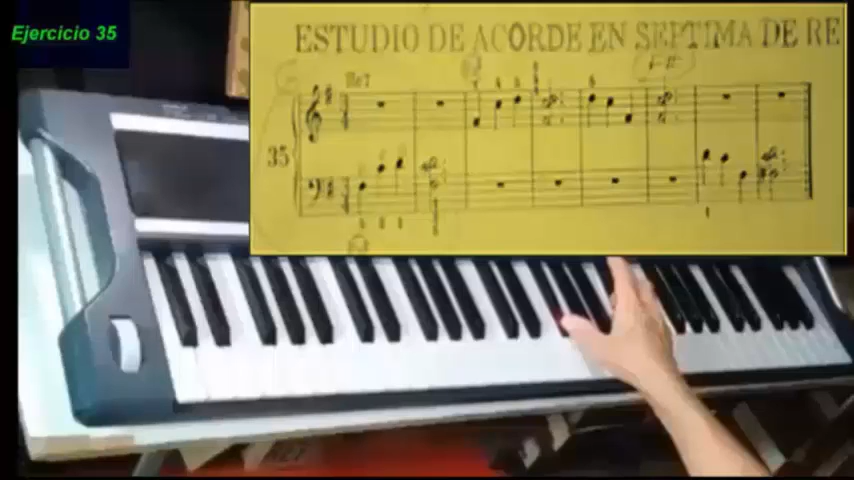 Ejercicio 35
ESTUDIO DE ACORDE EN SEPTIMA DE RE
F#
Re7
35